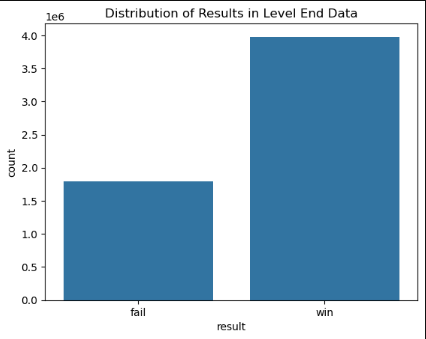 Distribution of Results in Level End Data
1e6
4.0
3.5
3.0
2.5
2.0
1.5
1.0
0.5
0.0
count
fail win
result